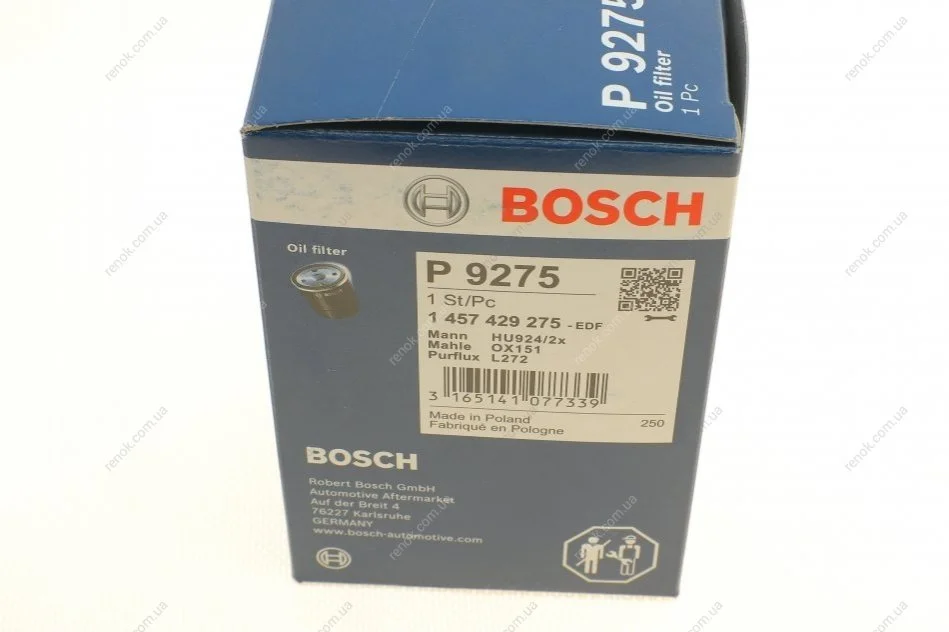 P 9275
Oil filter
1 Pc
BOSCH
Oil filter
P 9275
1 St/Pc
1 457 429 275 - EDF
Mann HU924/2x
Mahle OX151
Purflux L272
3 165141 077339
Made in Poland
Fabriqué en Pologne
250
BOSCH
Robert Bosch GmbH
Automotive Aftermarket
Auf der Breit 4
76227 Karlsruhe
GERMANY
www.bosch-automotive.com
renok.com.ua